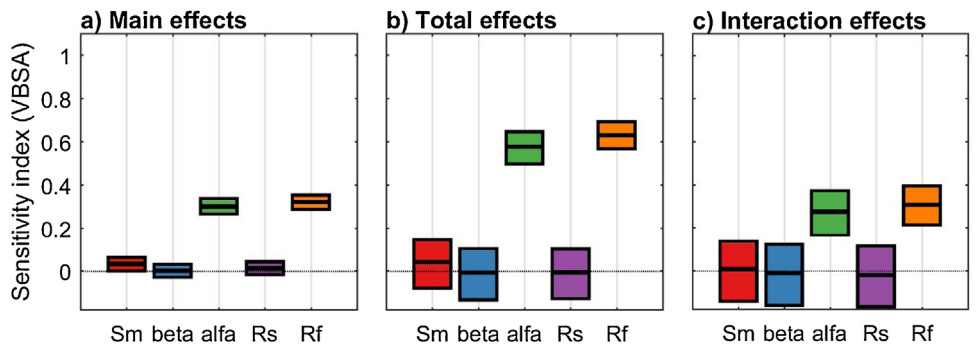 a) Main effects
b) Total effects
c) Interaction effects
Sensitivity index (VBSA)
1
0.8
0.6
0.4
0.2
0
Sm beta alfa Rs Rf
Sm beta alfa Rs Rf
Sm beta alfa Rs Rf